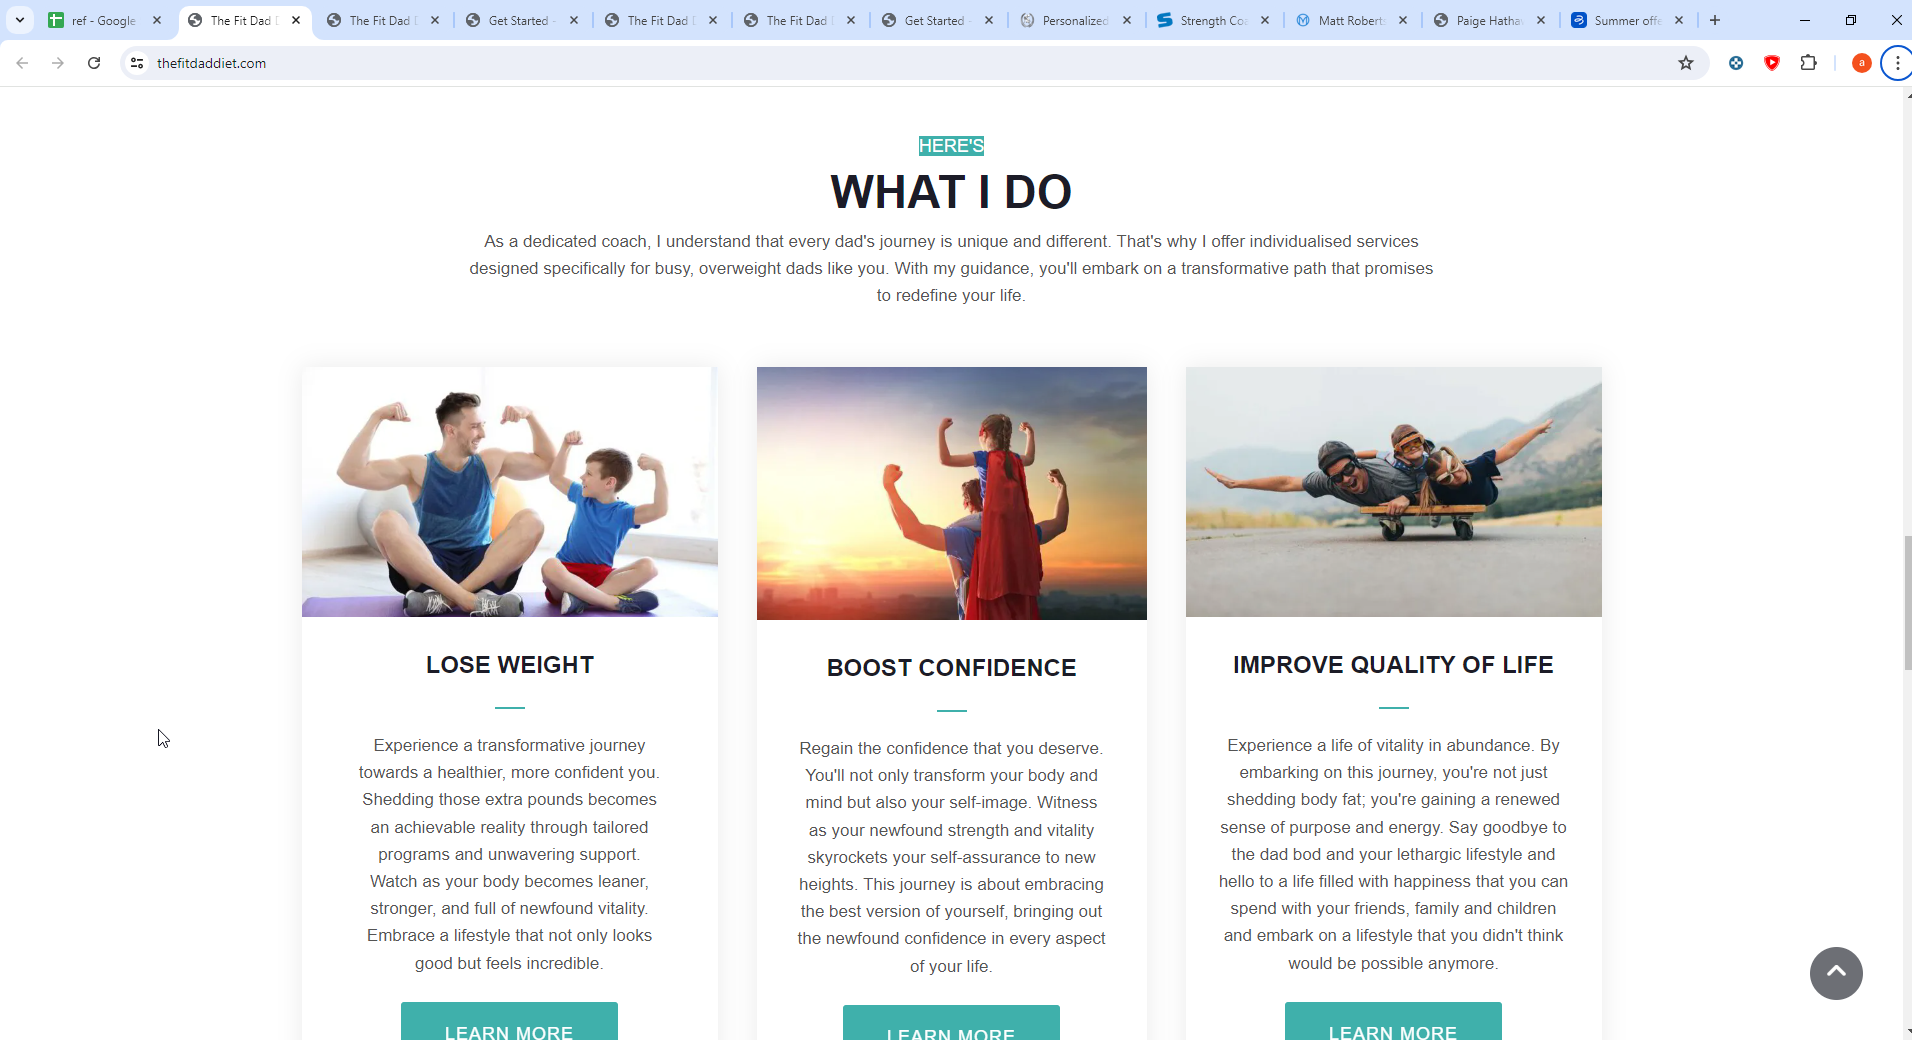 ref - Google
The Fit Dad D
The Fit Dad D
Get Started -
The Fit Dad D
The Fit Dad D
Get Started -
Personalized
Strength Coa
Matt Roberts
Paige Hathav
Summer offe
thefitdaddiet.com
a
HERE'S
WHAT I DO
As a dedicated coach, I understand that every dad's journey is unique and different. That's why I offer individualised services
designed specifically for busy, overweight dads like you. With my guidance, you'll embark on a transformative path that promises
to redefine your life.
LOSE WEIGHT
Experience a transformative journey
towards a healthier, more confident you.
Shedding those extra pounds becomes
an achievable reality through tailored
programs and unwavering support.
Watch as your body becomes leaner,
stronger, and full of newfound vitality.
Embrace a lifestyle that not only looks
good but feels incredible.
LEARN MORE
BOOST CONFIDENCE
Regain the confidence that you deserve.
You'll not only transform your body and
mind but also your self-image. Witness
as your newfound strength and vitality
skyrockets your self-assurance to new
heights. This journey is about embracing
the best version of yourself, bringing out
the newfound confidence in every aspect
of your life.
LEARN MORE
IMPROVE QUALITY OF LIFE
Experience a life of vitality in abundance. By
embarking on this journey, you're not just
shedding body fat; you're gaining a renewed
sense of purpose and energy. Say goodbye to
the dad bod and your lethargic lifestyle and
hello to a life filled with happiness that you can
spend with your friends, family and children
and embark on a lifestyle that you didn't think
would be possible anymore.
LEARN MORE